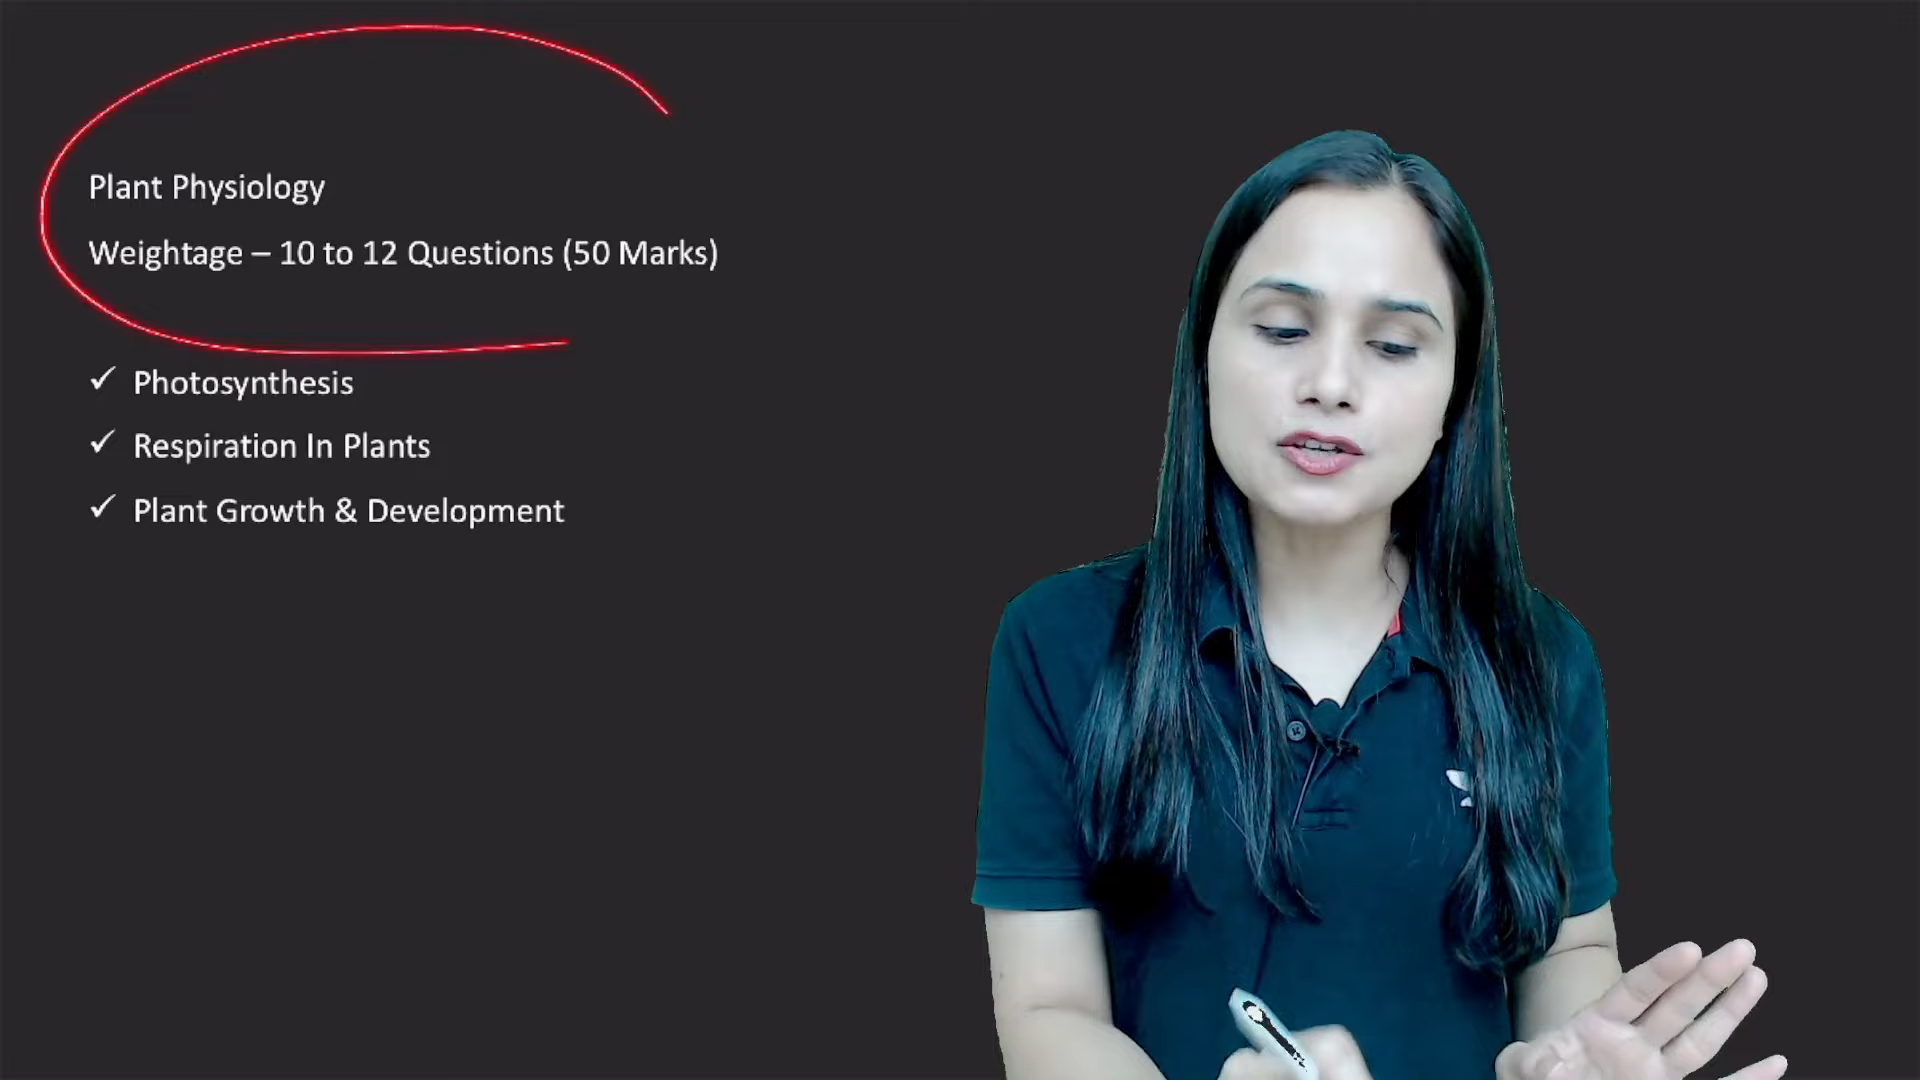 Plant Physiology
Weightage – 10 to 12 Questions (50 Marks)
✓ Photosynthesis
✓ Respiration In Plants
✓ Plant Growth & Development